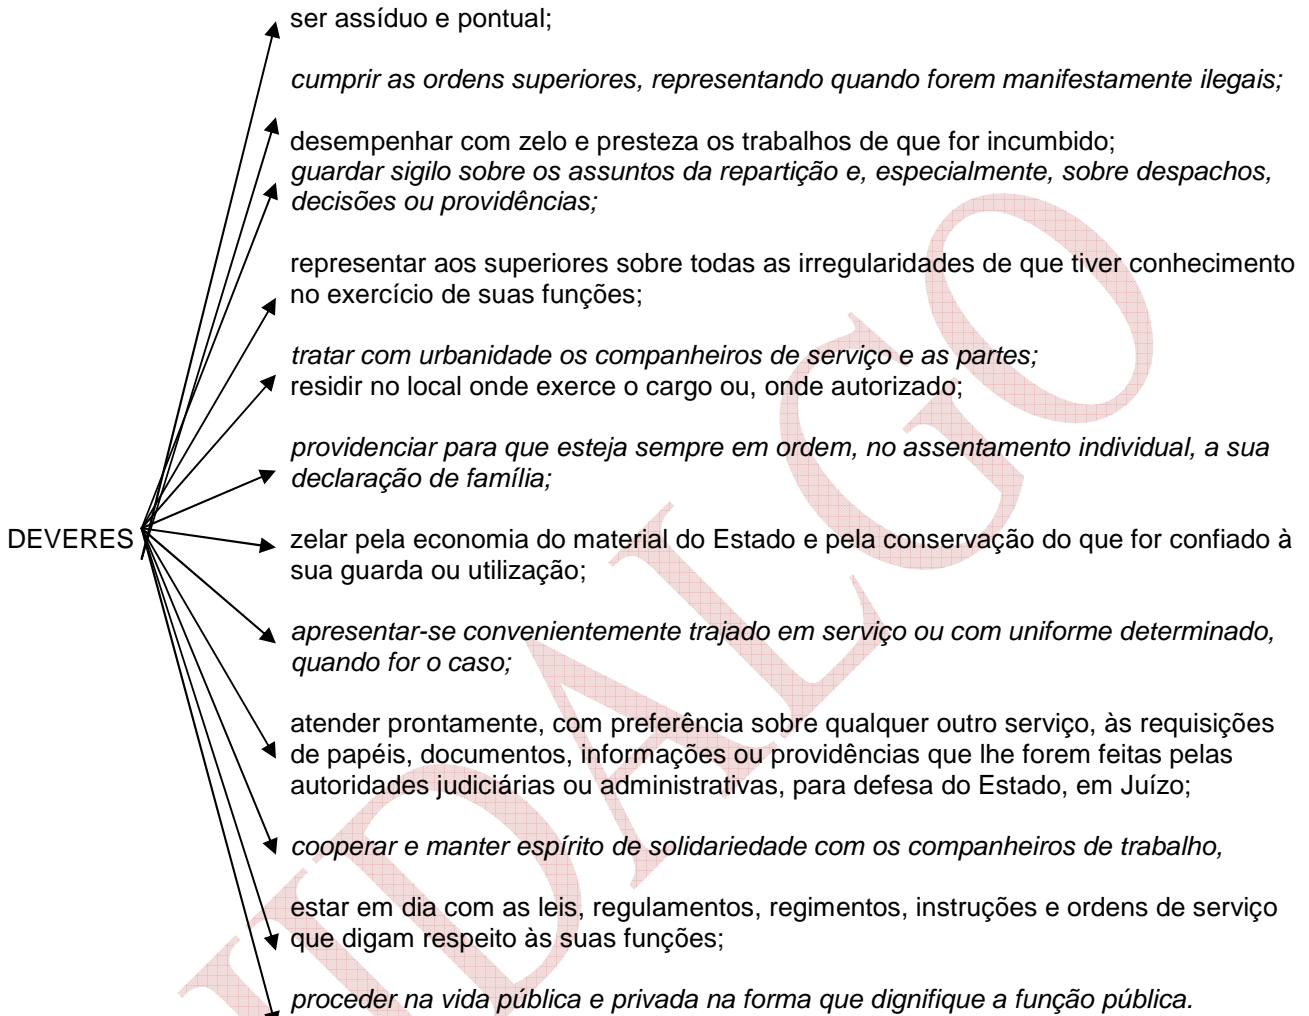 ser assíduo e pontual;
cumprir as ordens superiores, representando quando forem manifestamente ilegais;
desempenhar com zelo e presteza os trabalhos de que for incumbido;
guardar sigilo sobre os assuntos da repartição e, especialmente, sobre despachos,
decisões ou providências;
representar aos superiores sobre todas as irregularidades de que tiver conhecimento
no exercício de suas funções;
tratar com urbanidade os companheiros de serviço e as partes;
residir no local onde exerce o cargo ou, onde autorizado;
providenciar para que esteja sempre em ordem, no assentamento individual, a sua
declaração de família;
DEVERES
zelar pela economia do material do Estado e pela conservação do que for confiado à
sua guarda ou utilização;
apresentar-se convenientemente trajado em serviço ou com uniforme determinado,
quando for o caso;
atender prontamente, com preferência sobre qualquer outro serviço, às requisições
de papéis, documentos, informações ou providências que lhe forem feitas pelas
autoridades judiciárias ou administrativas, para defesa do Estado, em Juízo;
cooperar e manter espírito de solidariedade com os companheiros de trabalho,
estar em dia com as leis, regulamentos, regimentos, instruções e ordens de serviço
que digam respeito às suas funções;
proceder na vida pública e privada na forma que dignifique a função pública.
DALGO